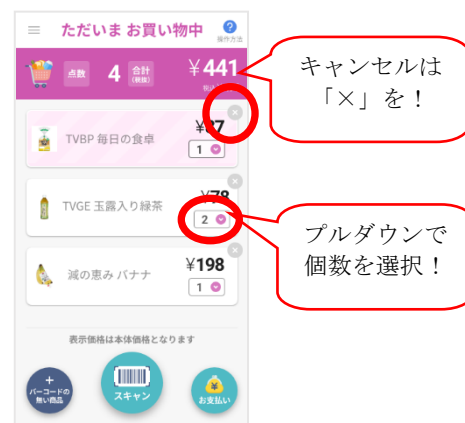 ただいま お買い物中
?
操作方法
点数 4 合計 (税抜) ¥441
キャンセルは
「×」を!
TVBP 毎日の食卓
1
TVGE 玉露入り緑茶
¥78
2
プルダウンで
個数を選択!
減の恵み バナナ
¥198
1
表示価格は本体価格となります
+
バーコードの
無い商品
スキャン
¥
お支払い